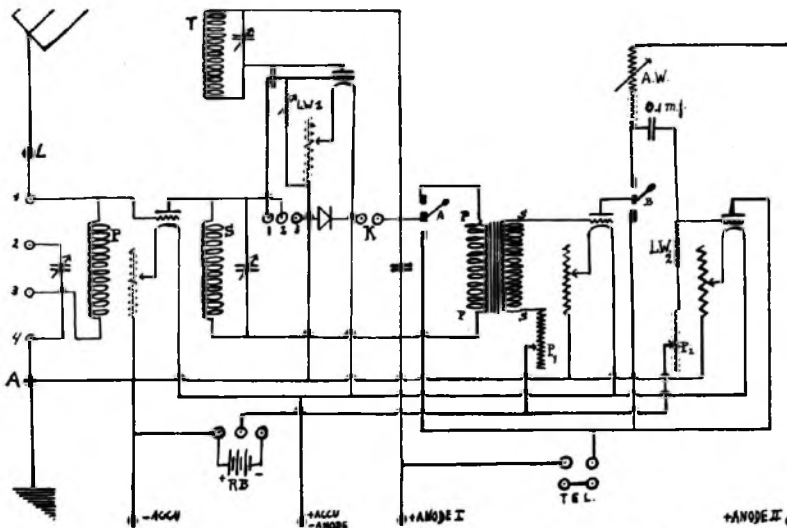 T
LW1
A.W.
0.1 m.f.
L
1
2
3
4
P
S
1 2 3
K
A
P
S
P
S
B
LW2
P1
P2
A
+ RB -
TEL.
-ACCU
+ACCU
-ANODE
+ANODE I
+ANODE II